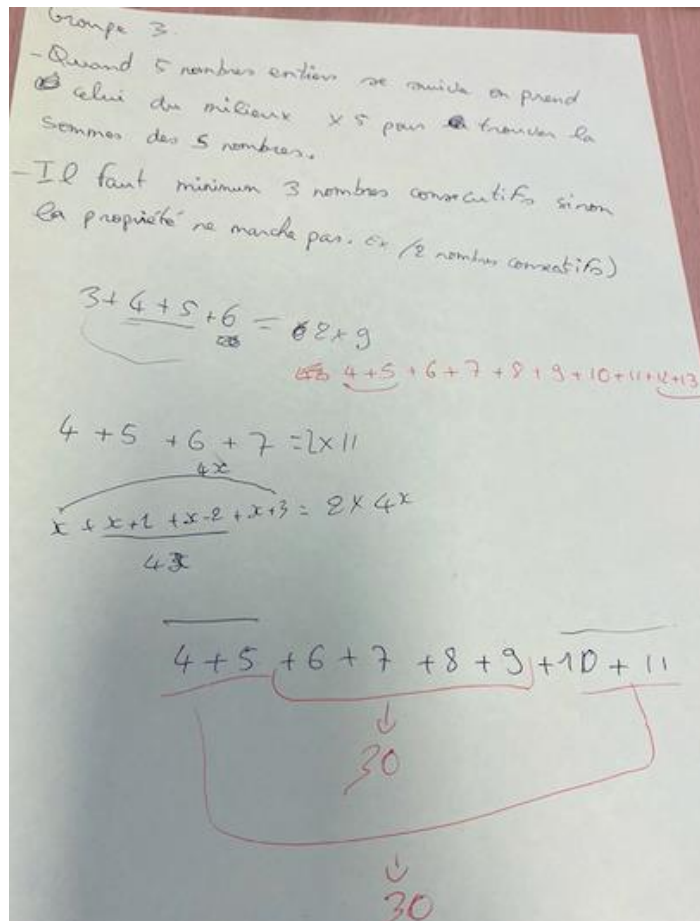 Groupe 3.
- Quand 5 nombres entiers se suive on prend
celui du milieux x 5 pour trouver la
sommes des 5 nombres.
- Il faut minimum 3 nombres consecutifs sinon
la propriété ne marche pas. Ex (2 nombres consecutifs)
3 + 4 + 5 + 6 = 2 x 9
4 + 5 + 6 + 7 + 8 + 9 + 10 + 11 + 12 + 13
4 + 5 + 6 + 7 = 2 x 11
4x
x + x+1 + x-2 + x+3 = 2 x 4x
4x
4 + 5 + 6 + 7 + 8 + 9 + 10 + 11
30
30